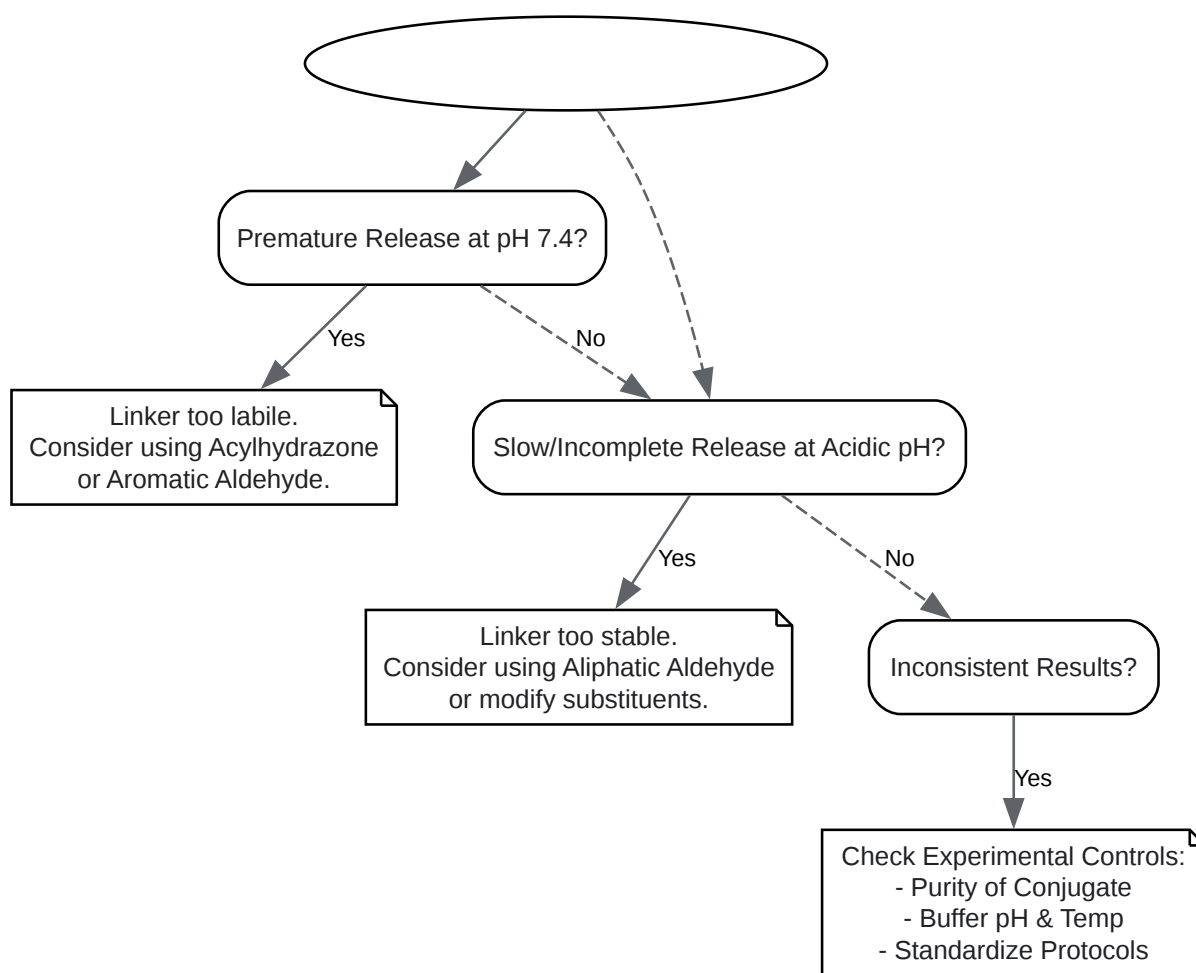 Premature Release at pH 7.4?
Yes
No
Linker too labile.
Consider using Acylhydrazone
or Aromatic Aldehyde.
Slow/Incomplete Release at Acidic pH?
Yes
No
Linker too stable.
Consider using Aliphatic Aldehyde
or modify substituents.
Inconsistent Results?
Yes
Check Experimental Controls:
- Purity of Conjugate
- Buffer pH & Temp
- Standardize Protocols